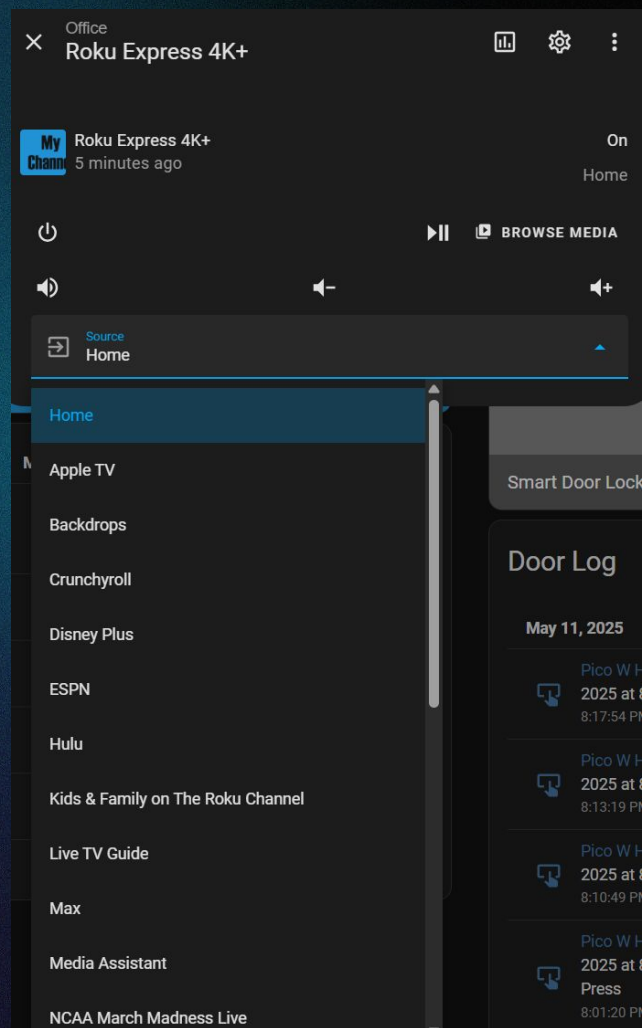 Office
Roku Express 4K+
My
Chann
Roku Express 4K+
5 minutes ago
On
Home
BROWSE MEDIA
Source
Home
Home
Apple TV
Backdrops
Crunchyroll
Disney Plus
ESPN
Hulu
Kids & Family on The Roku Channel
Live TV Guide
Max
Media Assistant
NCAA March Madness Live
M
Smart Door Lock
Door Log
May 11, 2025
Pico W H
2025 at 8
8:17:54 PM
Pico W H
2025 at 8
8:13:19 PM
Pico W H
2025 at 8
8:10:49 PM
Pico W H
2025 at 8
Press
8:01:20 PM